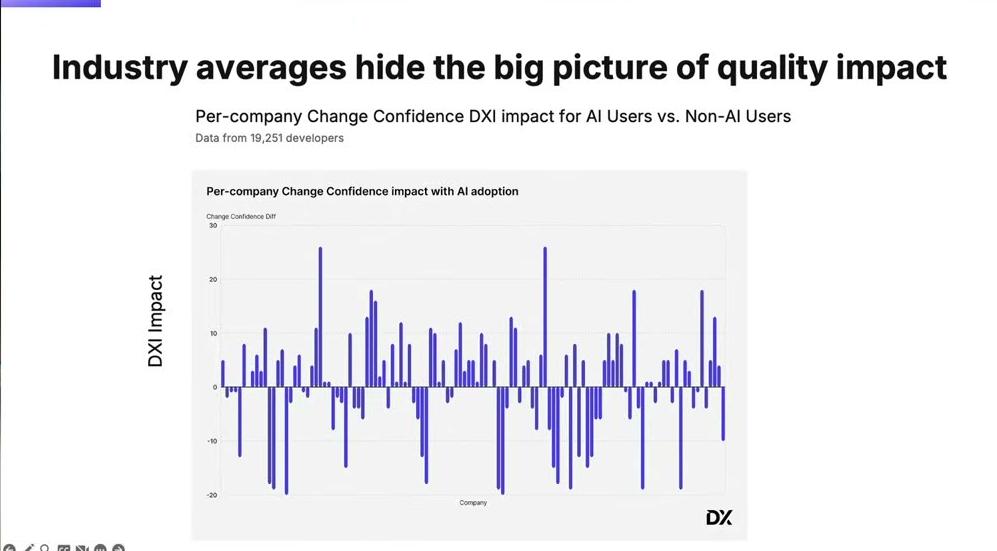 Industry averages hide the big picture of quality impact
Per-company Change Confidence DXI impact for AI Users vs. Non-AI Users
Data from 19,251 developers
Per-company Change Confidence impact with AI adoption
Change Confidence Diff
30
20
10
0
-10
-20
DXI Impact
Company
DX